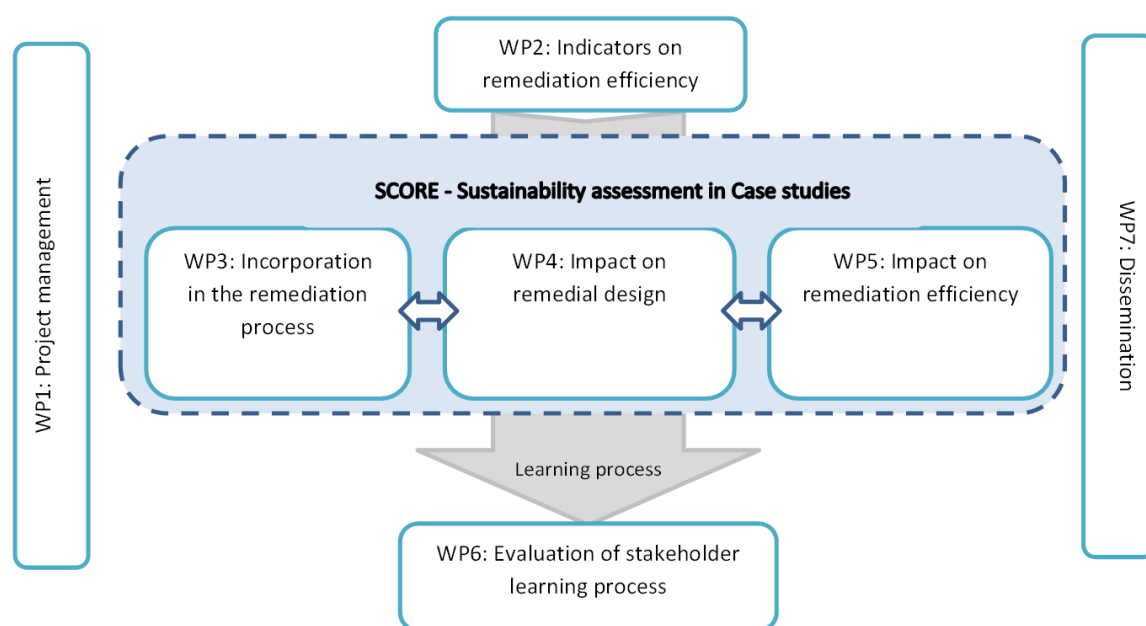 WP1: Project management
WP2: Indicators on
remediation efficiency
SCORE - Sustainability assessment in Case studies
WP3: Incorporation
in the remediation
process
WP4: Impact on
remedial design
WP5: Impact on
remediation efficiency
Learning process
WP6: Evaluation of stakeholder
learning process
WP7: Dissemination